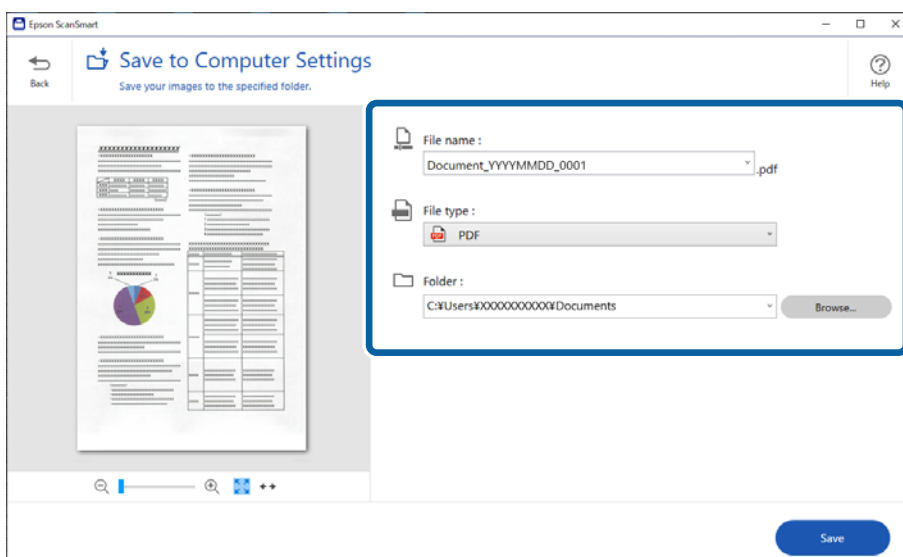 Epson ScanSmart
Back
Save to Computer Settings
Save your images to the specified folder.
Help
File name :
Document_YYYYMMDD_0001
.pdf
File type :
PDF
Folder :
C:¥Users¥XXXXXXXXXX¥Documents
Browse...
Save